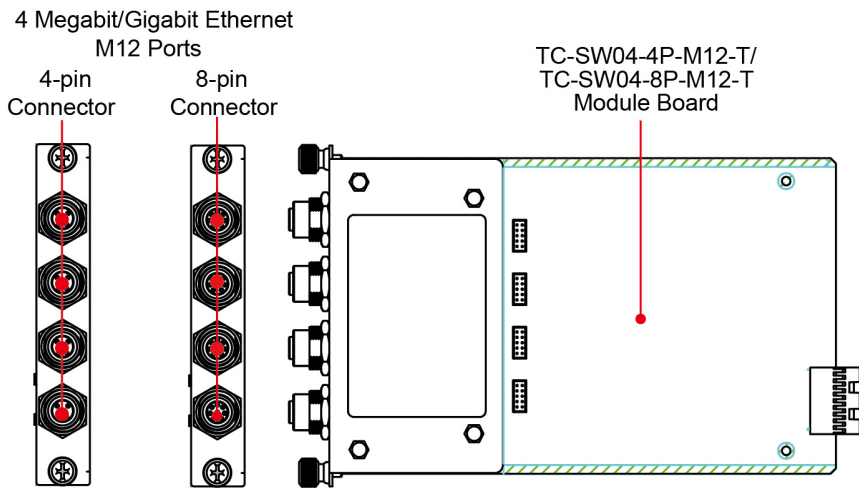 4 Megabit/Gigabit Ethernet
M12 Ports
4-pin
Connector
8-pin
Connector
TC-SW04-4P-M12-T/
TC-SW04-8P-M12-T
Module Board